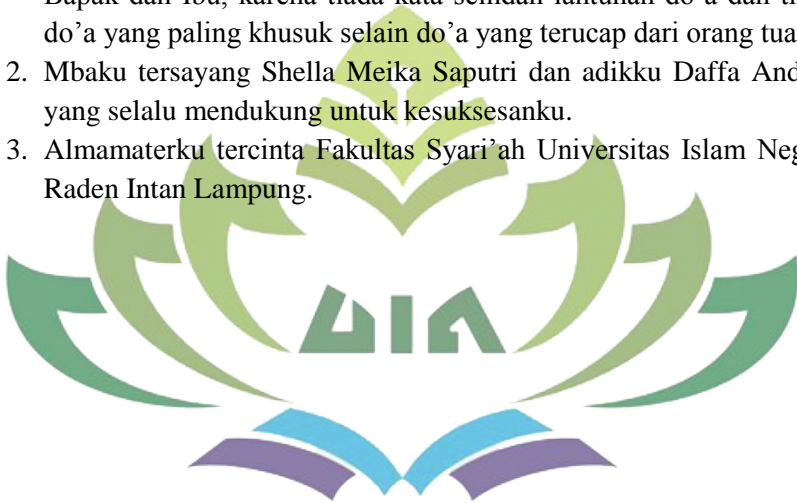 do’a yang paling khusuk selain do’a yang terucap dari orang tua
2. Mbaku tersayang Shella Meika Saputri dan adikku Daffa And
yang selalu mendukung untuk kesuksesanku.
3. Almamaterku tercinta Fakultas Syari’ah Universitas Islam Neg
Raden Intan Lampung.
UIN